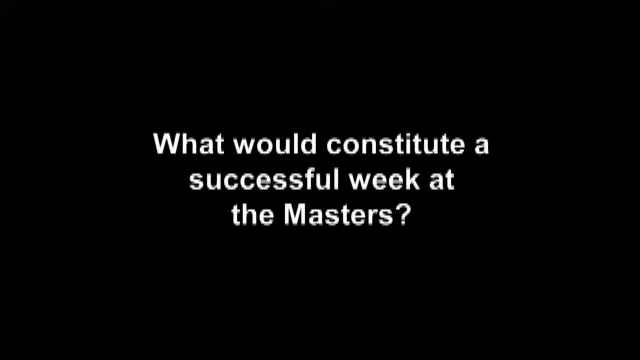 What would constitute a
successful week at
the Masters?